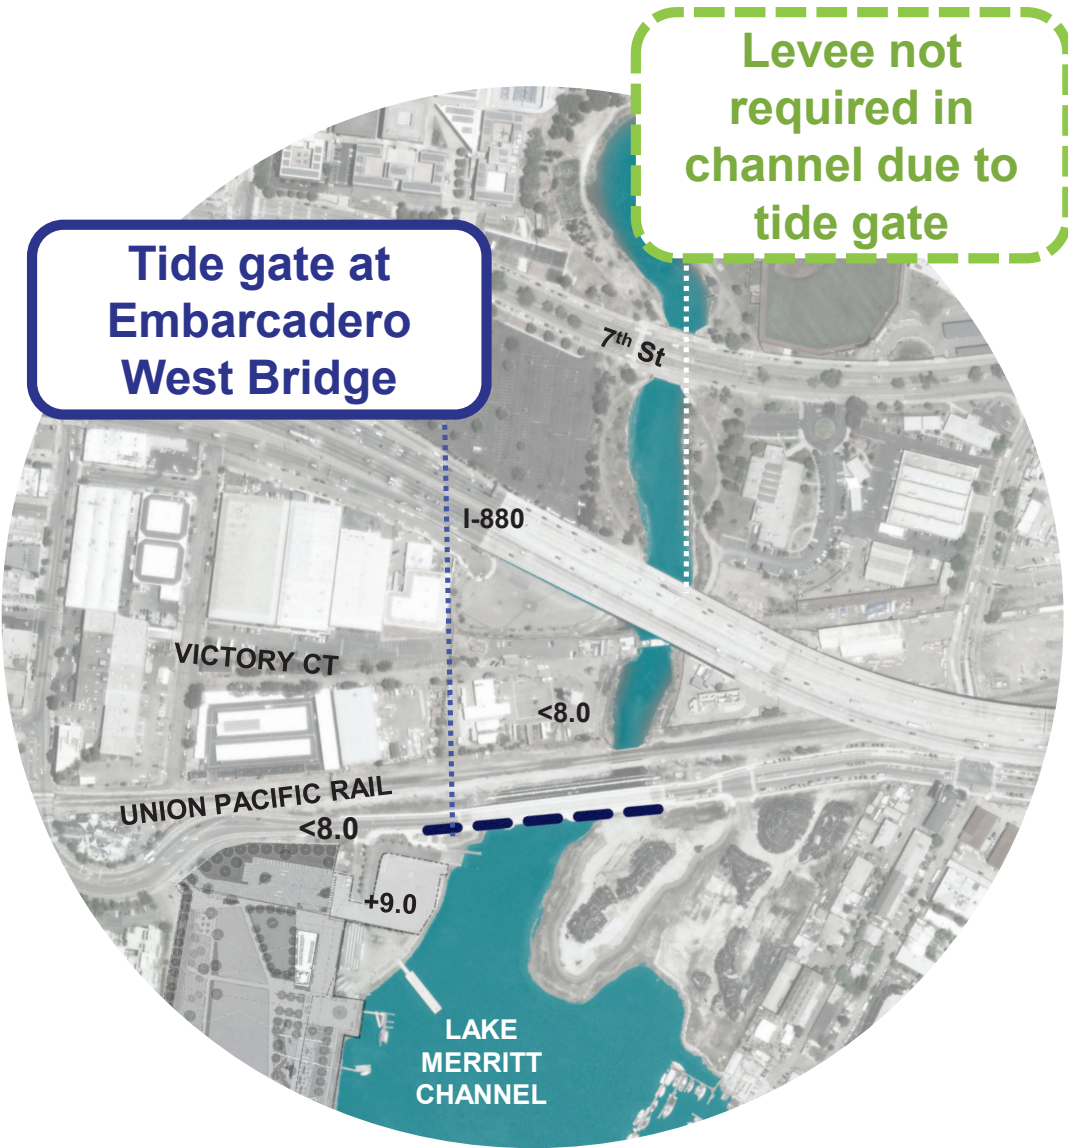 Levee not
required in
channel due to
tide gate
Tide gate at
Embarcadero
West Bridge
7th St
I-880
VICTORY CT
<8.0
UNION PACIFIC RAIL
<8.0
+9.0
LAKE
MERRITT
CHANNEL